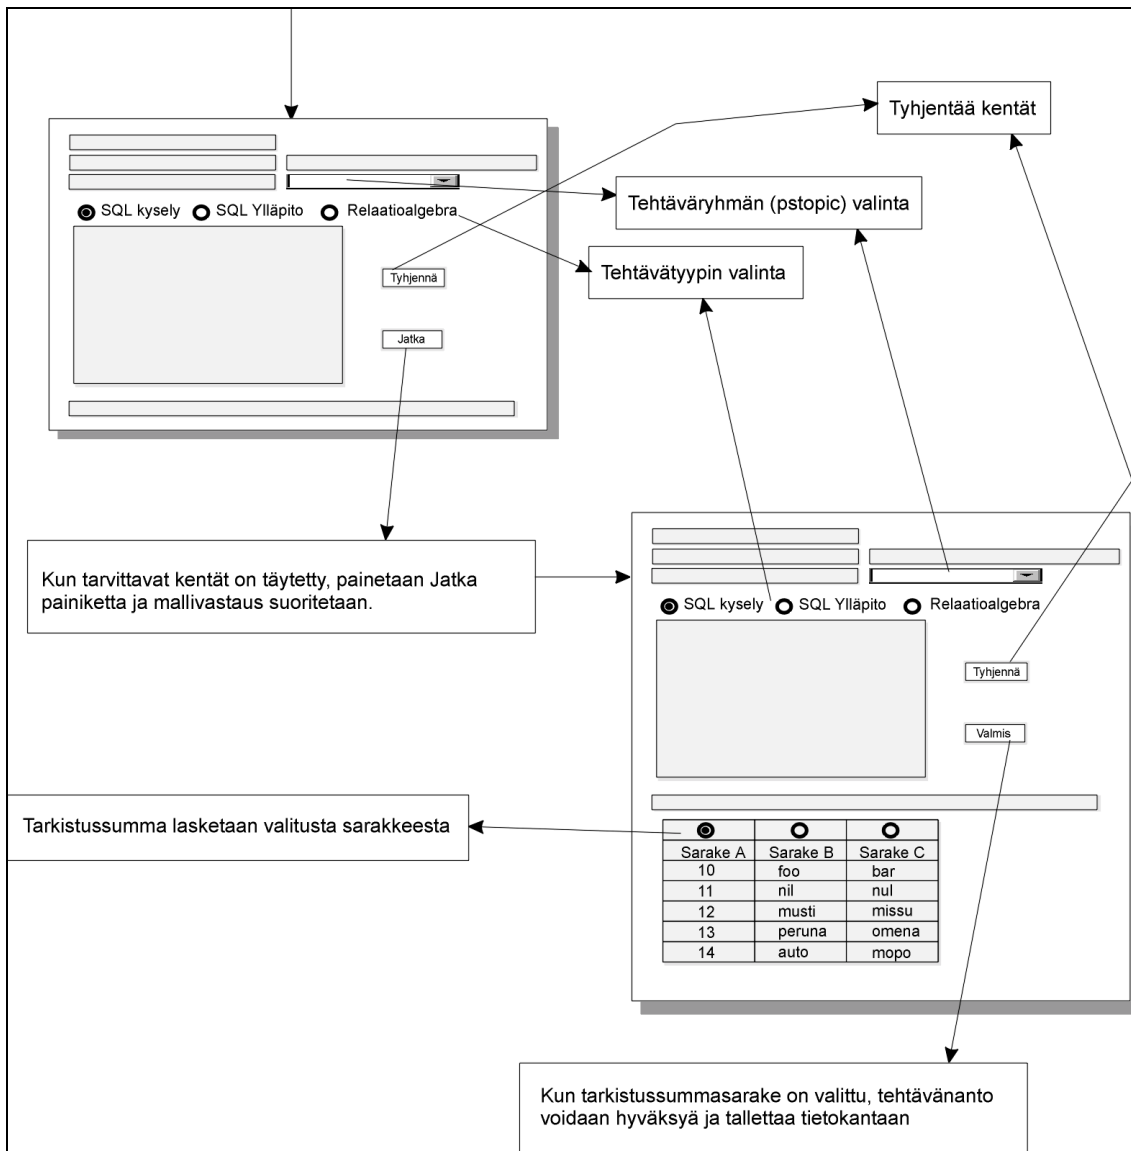 Tyhjentää kentät
Tehtäväryhmän (pstopic) valinta
SQL kysely SQL Ylläpito Relaatioalgebra
Tehtävätyypin valinta
Tyhjennä
Jatka
Kun tarvittavat kentät on täytetty, painetaan Jatka
painiketta ja mallivastaus suoritetaan.
SQL kysely SQL Ylläpito Relaatioalgebra
Tyhjennä
Valmis
Tarkistussumma lasketaan valitusta sarakkeesta
Sarake A Sarake B Sarake C
10 foo bar
11 nil nul
12 musti missu
13 peruna omena
14 auto mopo
Kun tarkistussummasarake on valittu, tehtävänanto
voidaan hyväksyä ja tallettaa tietokantaan